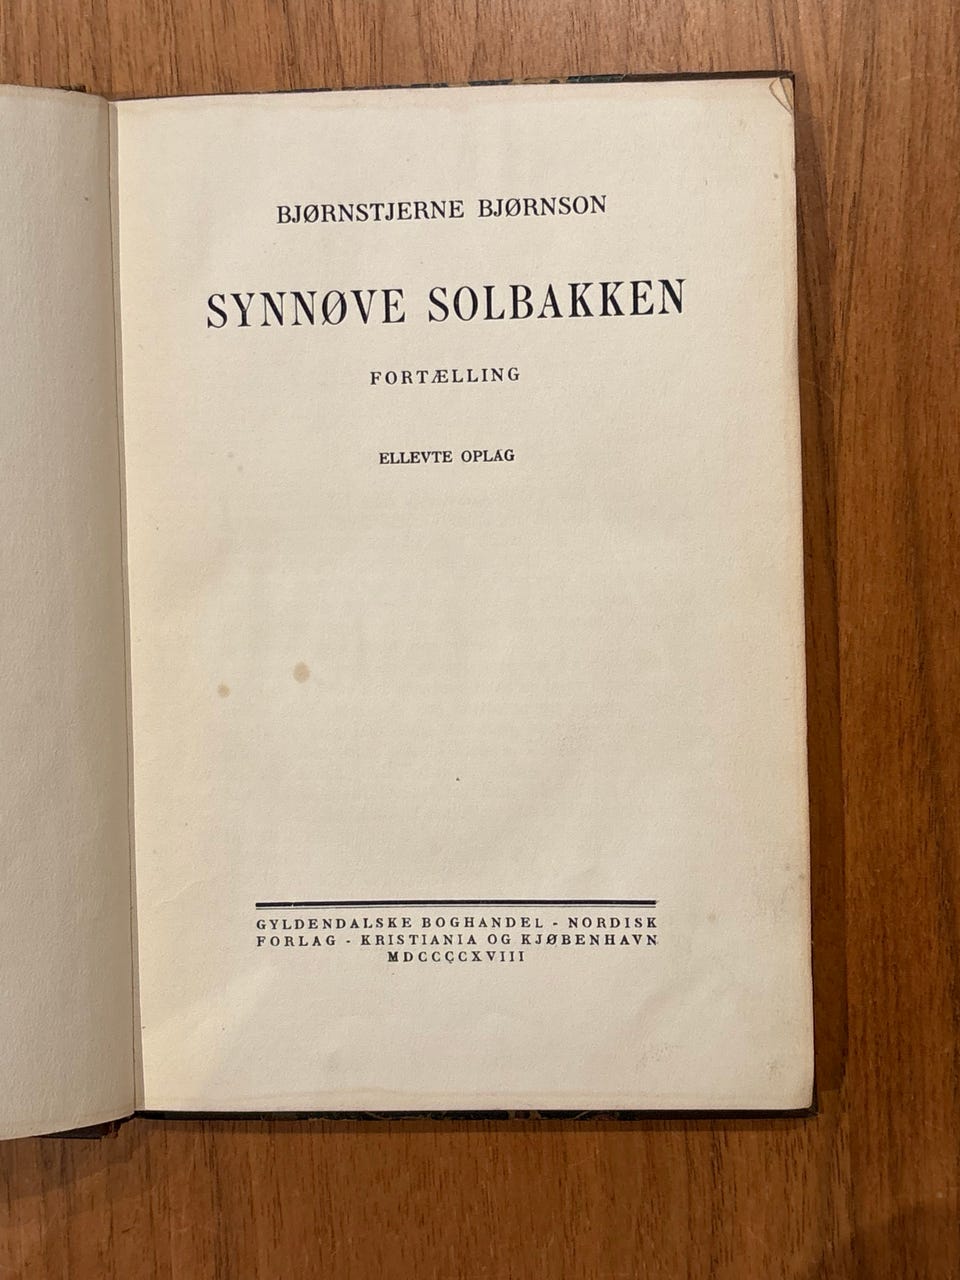 BJØRNSTJERNE BJØRNSON
SYNNØVE SOLBAKKEN
FORTÆLLING
ELLEVTE OPLAG
GYLDENDALSKE BOGHANDEL - NORDISK
FORLAG - KRISTIANIA OG KJØBENHAVN
MDCCCCXVIII